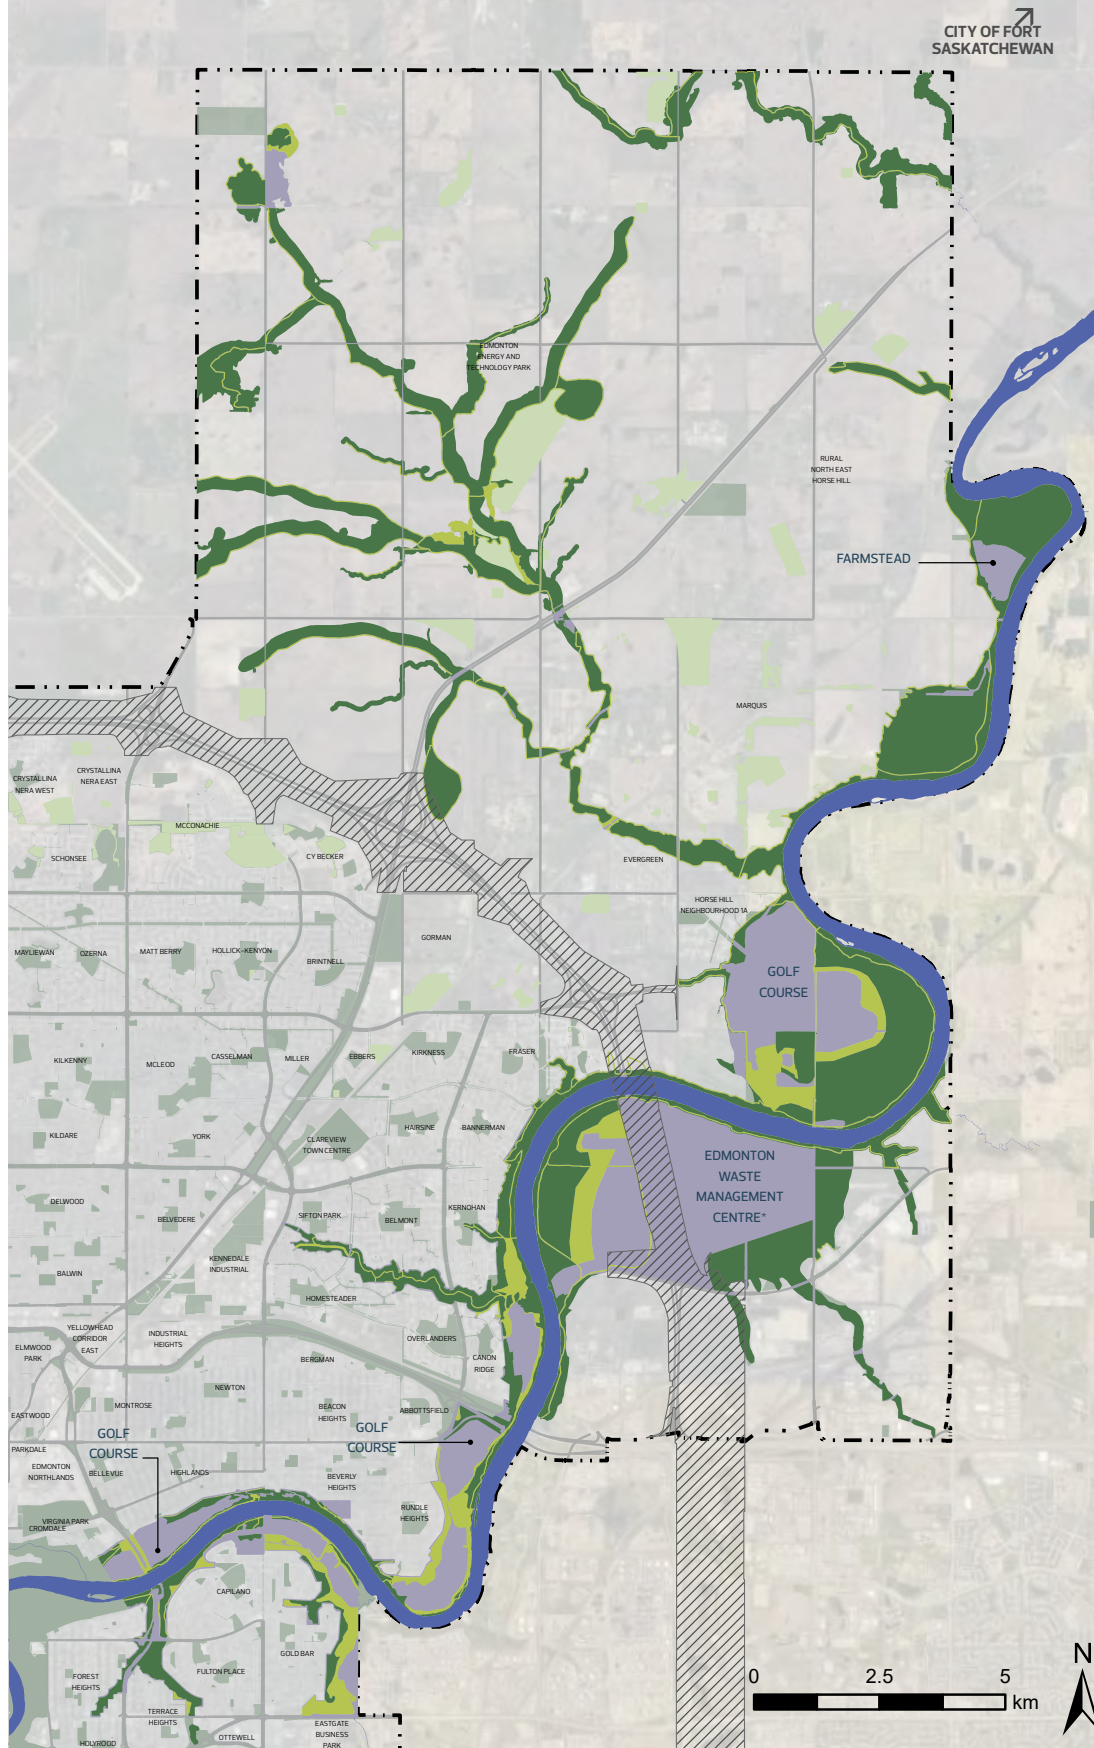 CITY OF FORT
SASKATCHEWAN
EDMONTON
ENERGY AND
TECHNOLOGY PARK
RURAL
NORTH EAST
HORSE HILL
FARMSTEAD
MARQUIS
CRYSTALLINA
NERA WEST
CRYSTALLINA
NERA EAST
MCCONACHIE
SCHONSEE
CY BECKER
EVERGREEN
HORSE HILL
NEIGHBOURHOOD 1A
GORMAN
MAYLIEWAN
OZERNA
MATT BERRY
HOLLICK-KENYON
BRINTNELL
GOLF
COURSE
KILKENNY
MCLEOD
CASSELMAN
MILLER
EBBERS
KIRKNESS
FRASER
KILDARE
YORK
CLAREVIEW
TOWN CENTRE
HAIRSINE
BANNERMAN
EDMONTON
WASTE
MANAGEMENT
CENTRE*
DELWOOD
BELVEDERE
SIFTON PARK
BELMONT
KERNOHAN
BALWIN
KENNEDALE
INDUSTRIAL
HOMESTEADER
YELLOWHEAD
CORRIDOR
EAST
ELMWOOD
PARK
INDUSTRIAL
HEIGHTS
BERGMAN
OVERLANDERS
CANON
RIDGE
NEWTON
EASTWOOD
MONTROSE
BEACON
HEIGHTS
ABBOTTSFIELD
GOLF
COURSE
GOLF
COURSE
PARKDALE
EDMONTON
NORTHLANDS
BELLEVUE
HIGHLANDS
BEVERLY
HEIGHTS
RUNDLE
HEIGHTS
VIRGINIA PARK
CROMDALE
CAPILANO
GOLD BAR
FOREST
HEIGHTS
FULTON PLACE
TERRACE
HEIGHTS
HOLYROOD
OTTEWELL
EASTGATE
BUSINESS
PARK
0 2.5 5
km
N